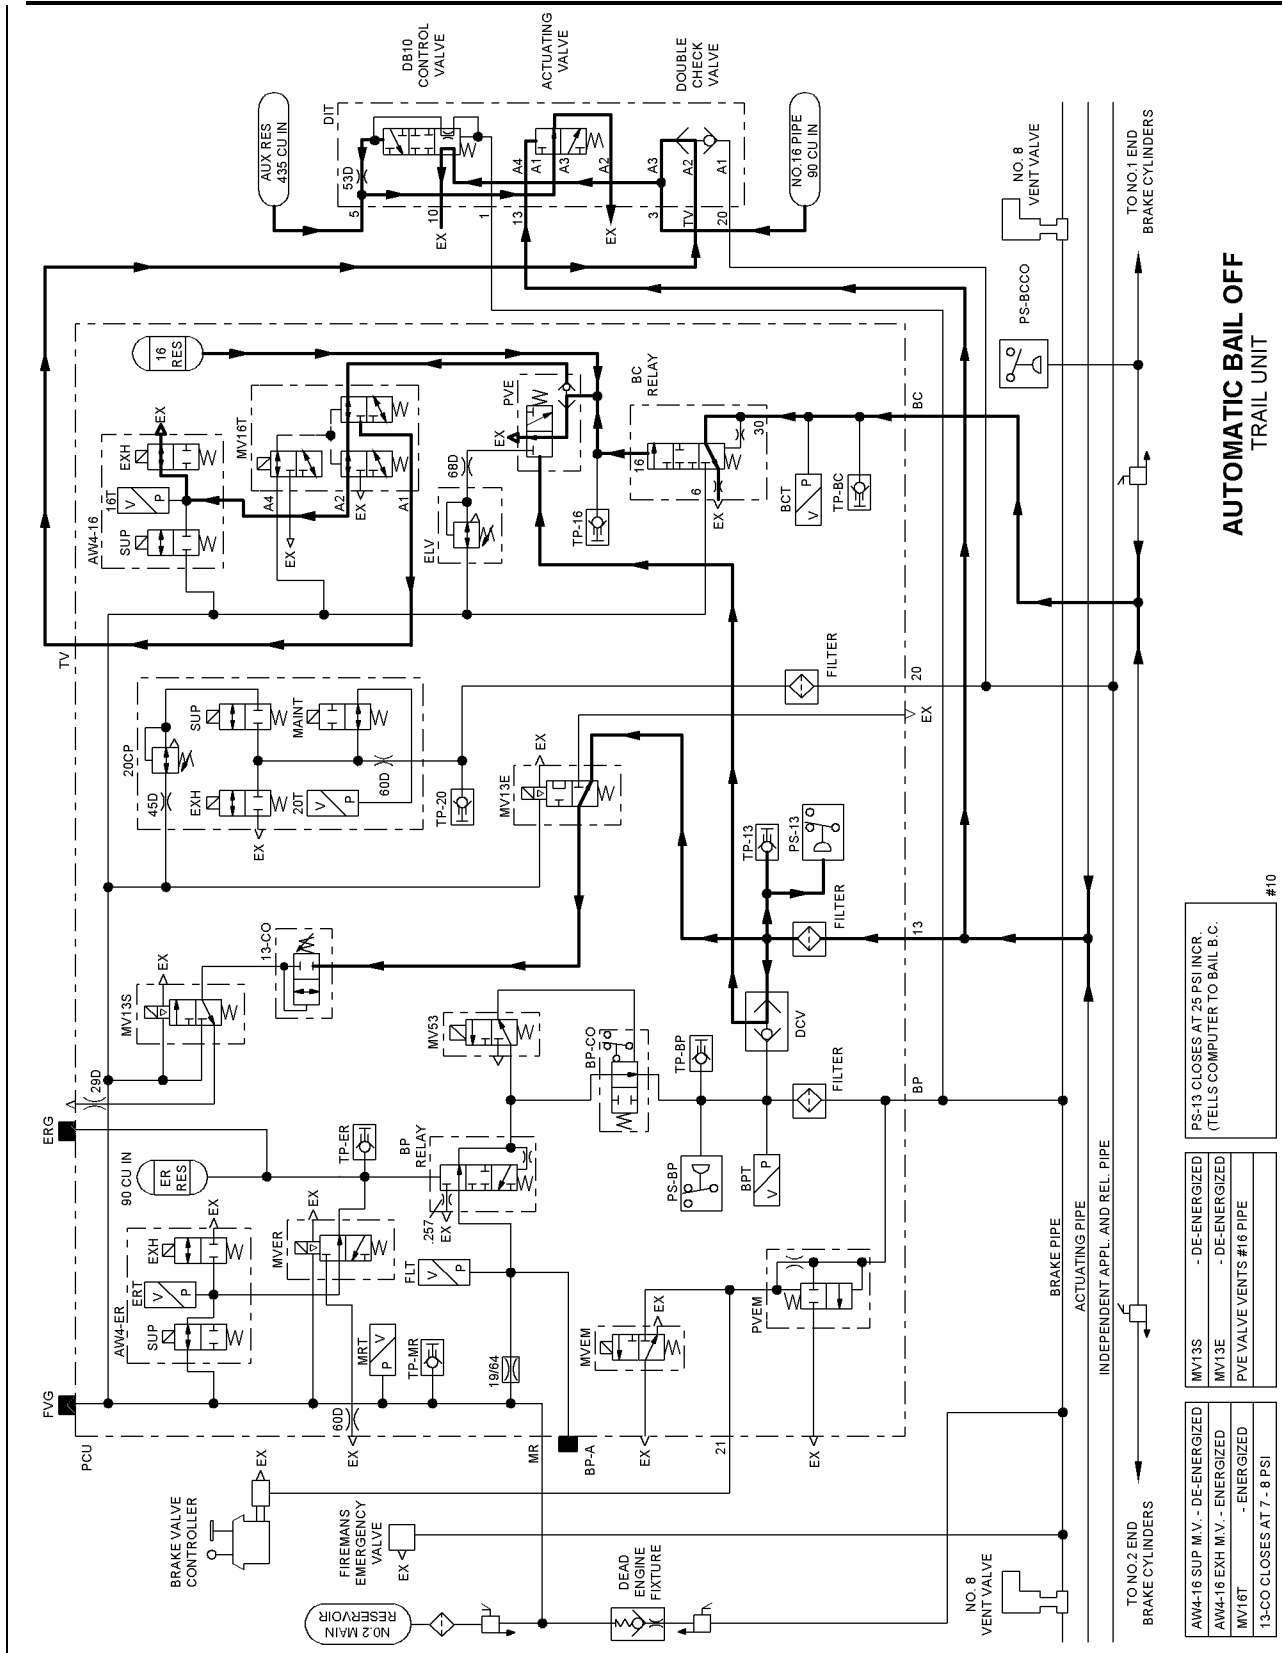 AUTOMATIC BAIL OFF
TRAIL UNIT
AUX RES
435 CU IN
DIT
DB10
CONTROL
VALVE
ACTUATING
VALVE
DOUBLE
CHECK
VALVE
53D
5
10
EX
1
13
A4
A1
A3
A2
EX
3
A3
TV
A2
20
A1
NO.16 PIPE
90 CU IN
NO. 8
VENT VALVE
TO NO.1 END
BRAKE CYLINDERS
PS-BCCO
16
RES
AW4-16
SUP
16T
V
P
EXH
EX
MV16T
A4
EX
A2
EX
A1
ELV
68D
PVE
EX
TP-16
BC
RELAY
16
6
30
EX
BCT
V
P
TP-BC
BC
TV
20CP
45D
SUP
EXH
EX
MAINT
20T
V
P
60D
TP-20
FILTER
20
EX
MV13E
EX
TP-13
PS-13
FILTER
13
DCV
MV13S
EX
29D
13-CO
MV53
BP-CO
TP-BP
FILTER
BP
PS-BP
BPT
V
P
ERG
90 CU IN
ER
RES
TP-ER
BP
RELAY
.257
EX
AW4-ER
SUP
ERT
V
P
EXH
EX
MVER
EX
FLT
V
P
MRT
V
P
TP-MR
19/64
60D
EX
MVEM
EX
EX
PVEM
EX
21
FVG
PCU
MR
BP-A
BRAKE VALVE
CONTROLLER
EX
FIREMANS
EMERGENCY
VALVE
EX
N0.2 MAIN
RESERVOIR
DEAD
ENGINE
FIXTURE
NO. 8
VENT VALVE
BRAKE PIPE
ACTUATING PIPE
INDEPENDENT APPL. AND REL. PIPE
TO NO.2 END
BRAKE CYLINDERS
AW4-16 SUP M.V. - DE-ENERGIZED
AW4-16 EXH M.V. - ENERGIZED
MV16T - ENERGIZED
13-CO CLOSES AT 7 - 8 PSI
MV13S - DE-ENERGIZED
MV13E - DE-ENERGIZED
PVE VALVE VENTS #16 PIPE
PS-13 CLOSES AT 25 PSI INCR.
(TELLS COMPUTER TO BAIL B.C.
#10